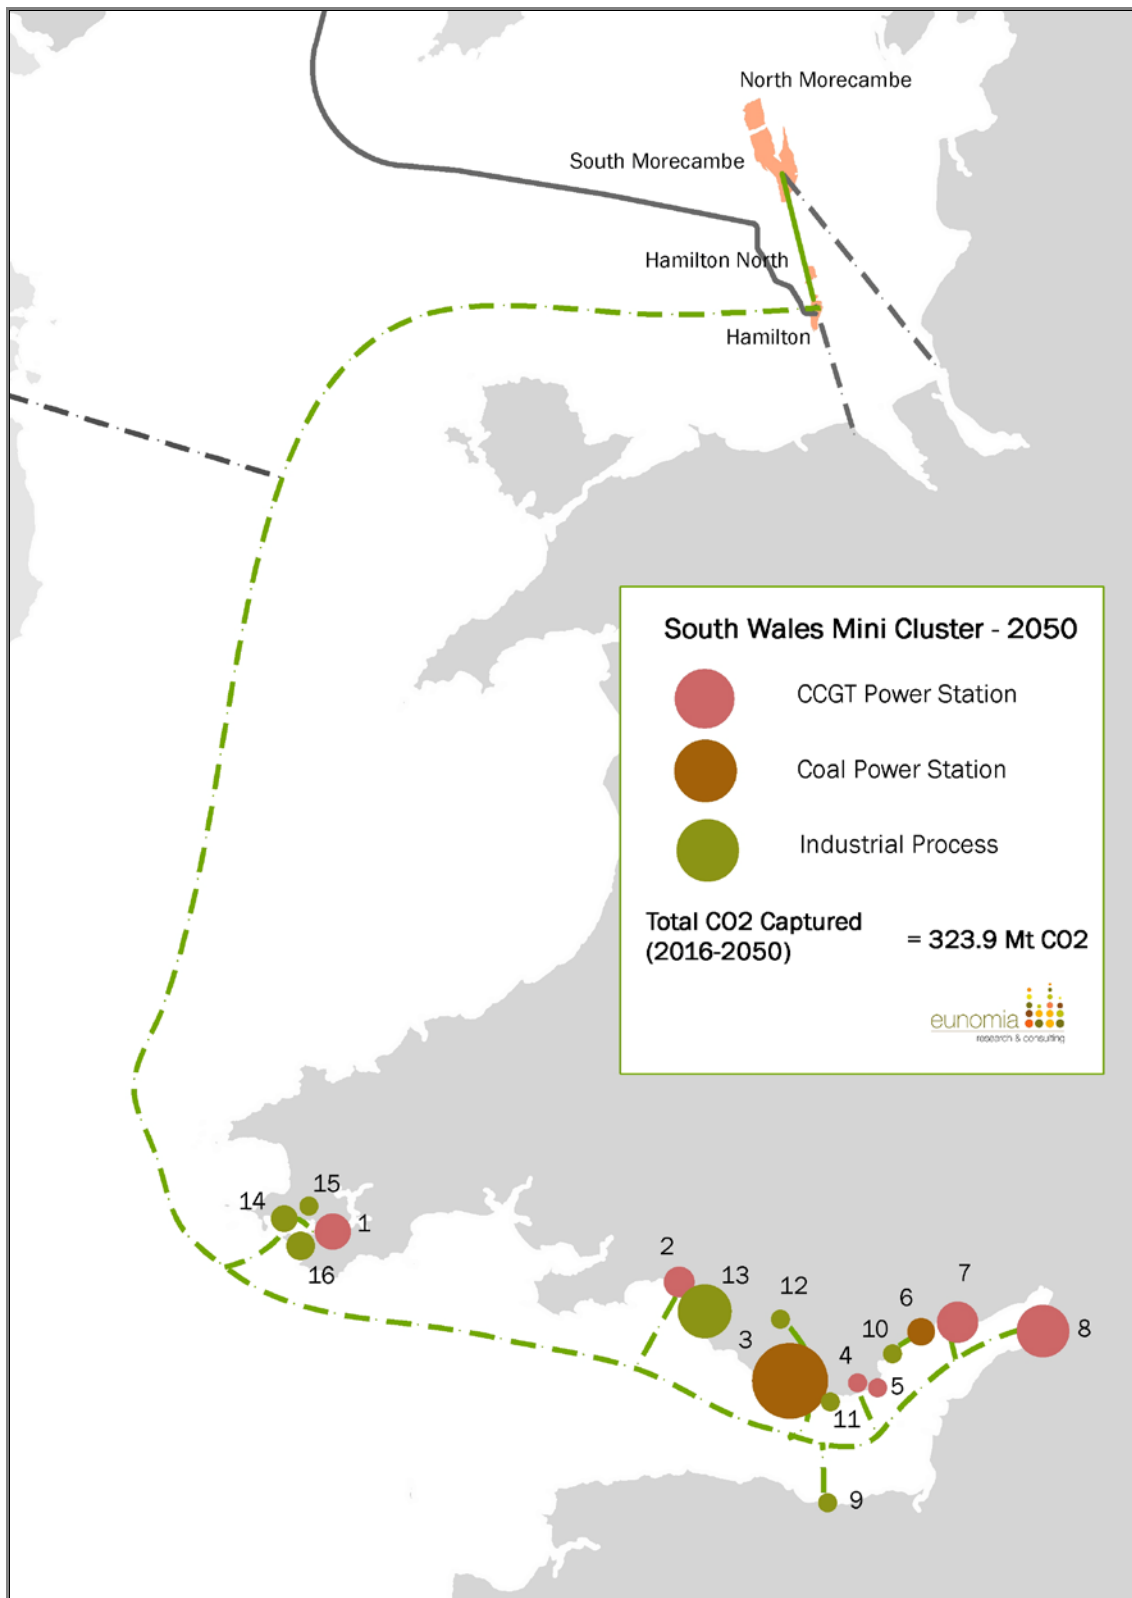 North Morecambe
South Morecambe
Hamilton North
Hamilton
South Wales Mini Cluster - 2050
CCGT Power Station
Coal Power Station
Industrial Process
Total CO2 Captured
(2016-2050)
= 323.9 Mt CO2
eunomia
research & consulting
15
14
1
16
2
13
12
7
6
3
10
8
4
5
11
9